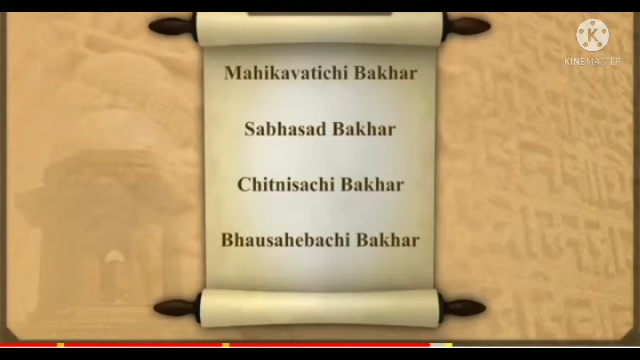 K
KINEMASTER
Mahikavatichi Bakhar
Sabhasad Bakhar
Chitnisachi Bakhar
Bhausahebachi Bakhar